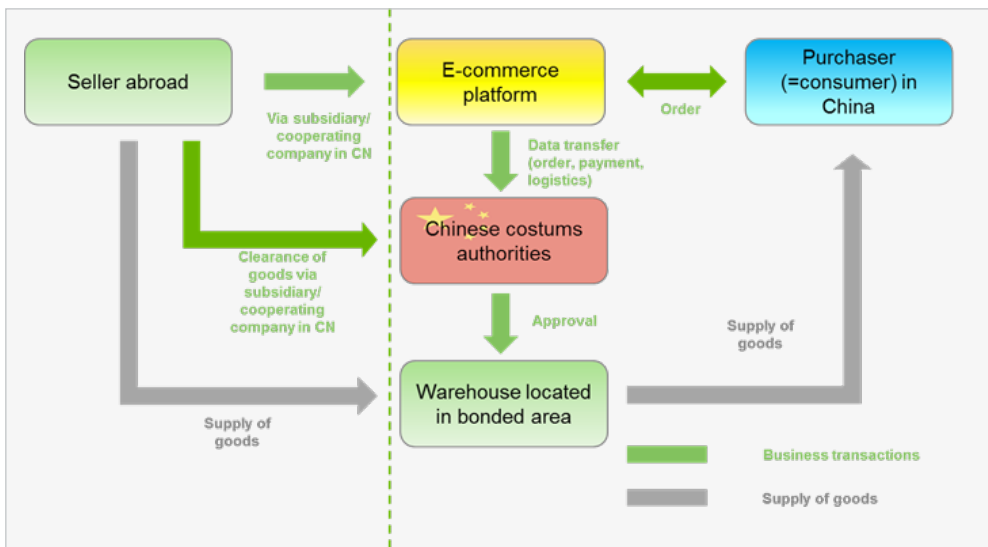 Seller abroad
E-commerce
platform
Purchaser
(=consumer) in
China
Via subsidiary/
cooperating
company in CN
Order
Data transfer
(order, payment,
logistics)
Chinese costums
authorities
Clearance of
goods via
subsidiary/
cooperating
company in CN
Approval
Supply of
goods
Warehouse located
in bonded area
Supply of
goods
Business transactions
Supply of goods